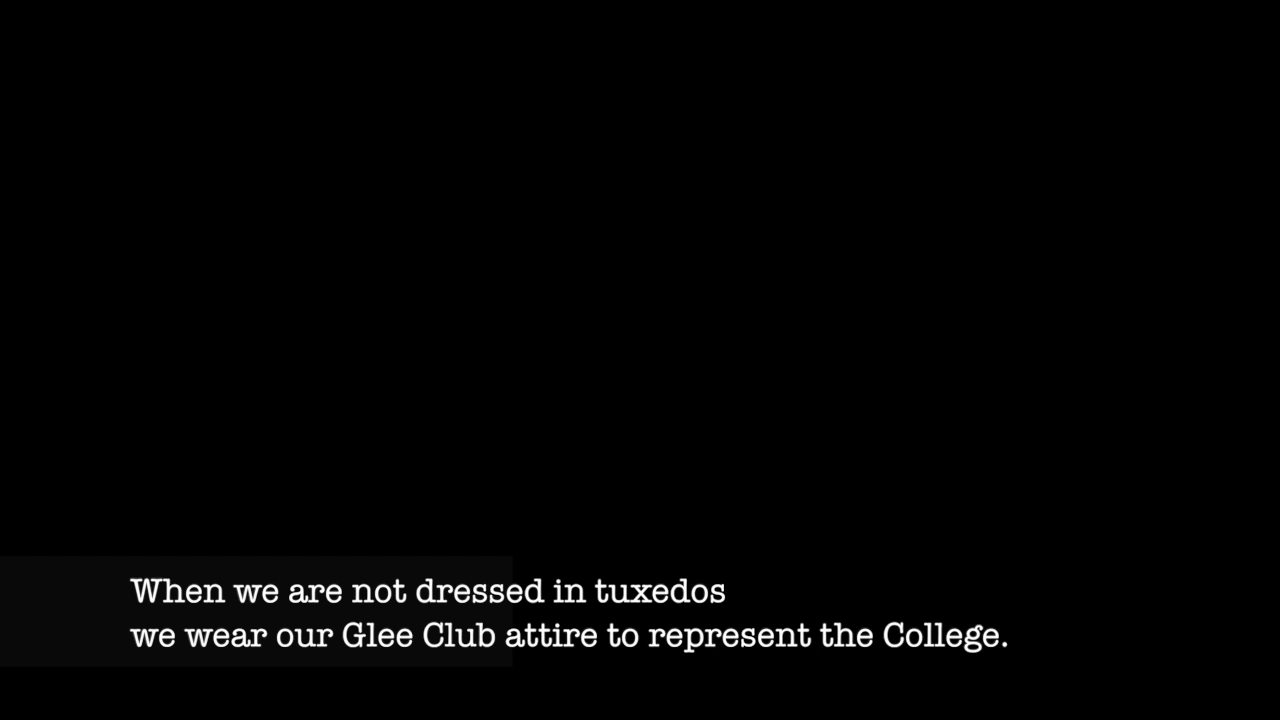 When we are not dressed in tuxedos
we wear our Glee Club attire to represent the College.